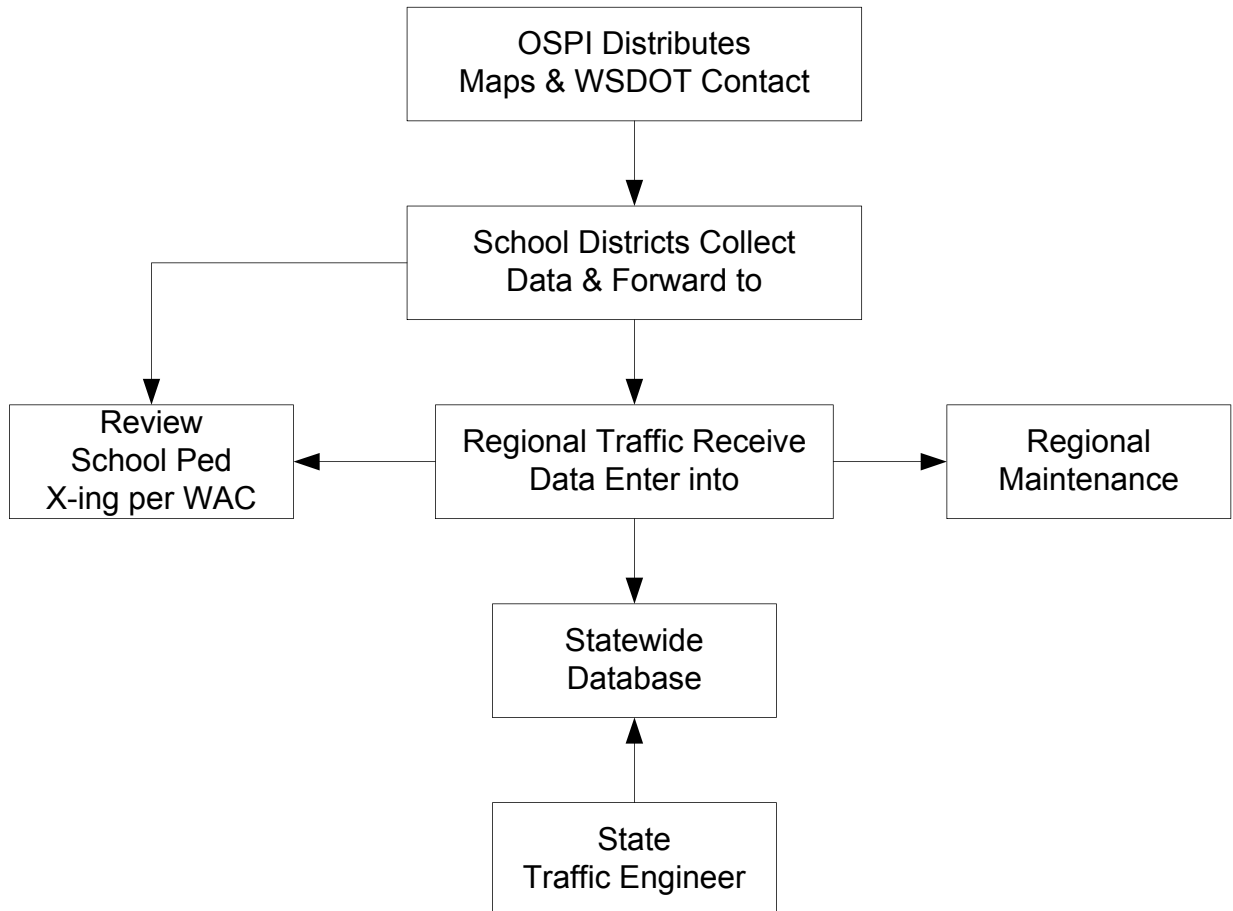 OSPI Distributes
Maps & WSDOT Contact
School Districts Collect
Data & Forward to
Review
School Ped
X-ing per WAC
Regional Traffic Receive
Data Enter into
Regional
Maintenance
Statewide
Database
State
Traffic Engineer